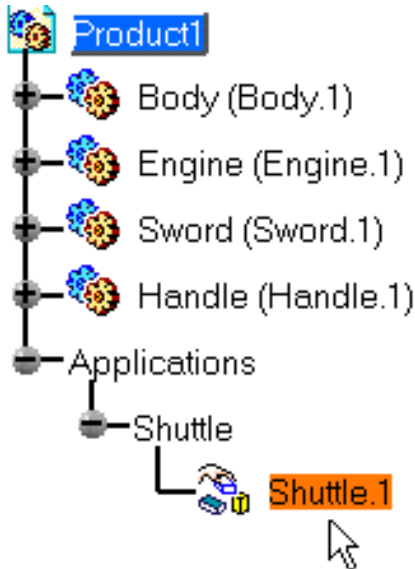 Product1
Body (Body.1)
Engine (Engine.1)
Sword (Sword.1)
Handle (Handle.1)
Applications
Shuttle
Shuttle.1